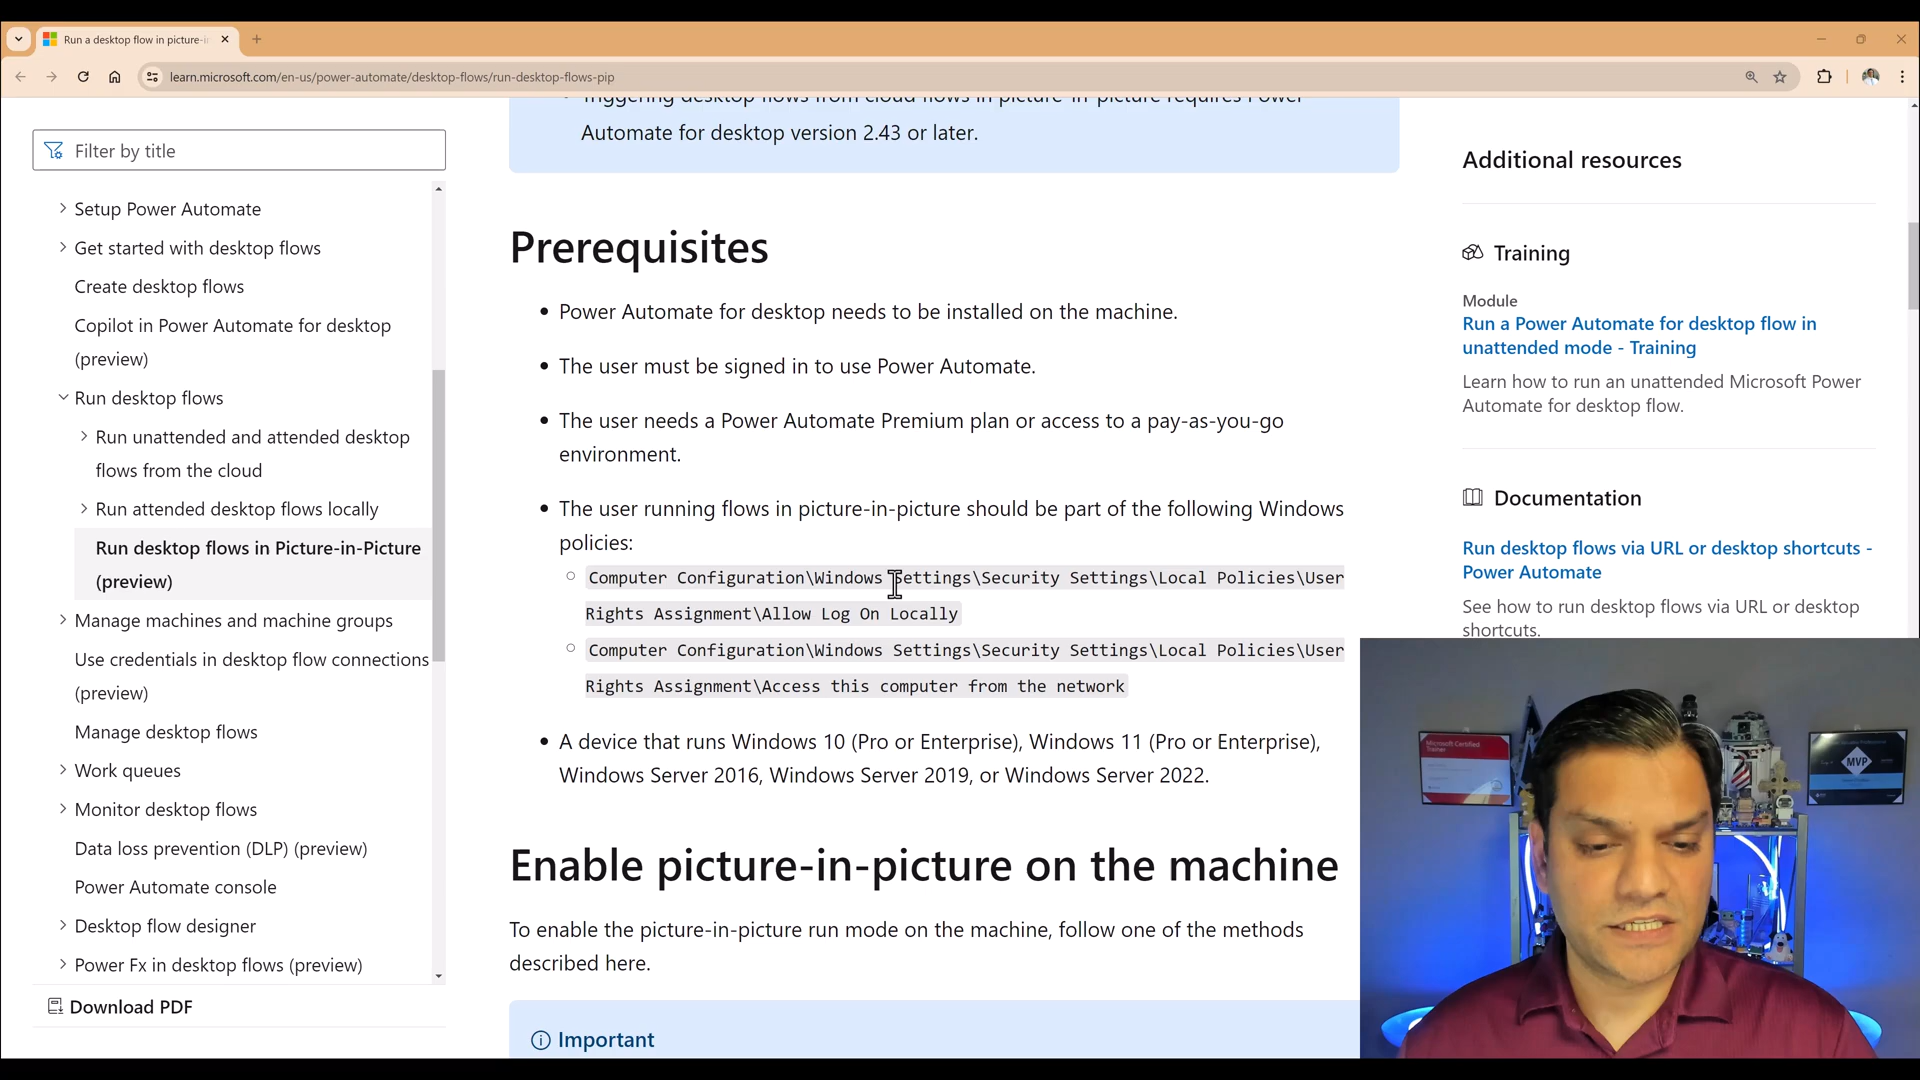 Run a desktop flow in picture-i
learn.microsoft.com/en-us/power-automate/desktop-flows/run-desktop-flows-pip
Filter by title
Setup Power Automate
Get started with desktop flows
Create desktop flows
Copilot in Power Automate for desktop
(preview)
Run desktop flows
Run unattended and attended desktop
flows from the cloud
Run attended desktop flows locally
Run desktop flows in Picture-in-Picture
(preview)
Manage machines and machine groups
Use credentials in desktop flow connections
(preview)
Manage desktop flows
Work queues
Monitor desktop flows
Data loss prevention (DLP) (preview)
Power Automate console
Desktop flow designer
Power Fx in desktop flows (preview)
Download PDF
Triggering desktop flows from cloud flows in picture-in-picture requires Power
Automate for desktop version 2.43 or later.
Prerequisites
• Power Automate for desktop needs to be installed on the machine.
• The user must be signed in to use Power Automate.
• The user needs a Power Automate Premium plan or access to a pay-as-you-go
environment.
• The user running flows in picture-in-picture should be part of the following Windows
policies:
Computer Configuration\Windows Settings\Security Settings\Local Policies\User
Rights Assignment\Allow Log On Locally
Computer Configuration\Windows Settings\Security Settings\Local Policies\User
Rights Assignment\Access this computer from the network
• A device that runs Windows 10 (Pro or Enterprise), Windows 11 (Pro or Enterprise),
Windows Server 2016, Windows Server 2019, or Windows Server 2022.
Enable picture-in-picture on the machine
To enable the picture-in-picture run mode on the machine, follow one of the methods
described here.
Important
Additional resources
Training
Module
Run a Power Automate for desktop flow in
unattended mode - Training
Learn how to run an unattended Microsoft Power
Automate for desktop flow.
Documentation
Run desktop flows via URL or desktop shortcuts -
Power Automate
See how to run desktop flows via URL or desktop
shortcuts.
Microsoft Certified
Trainer
MVP